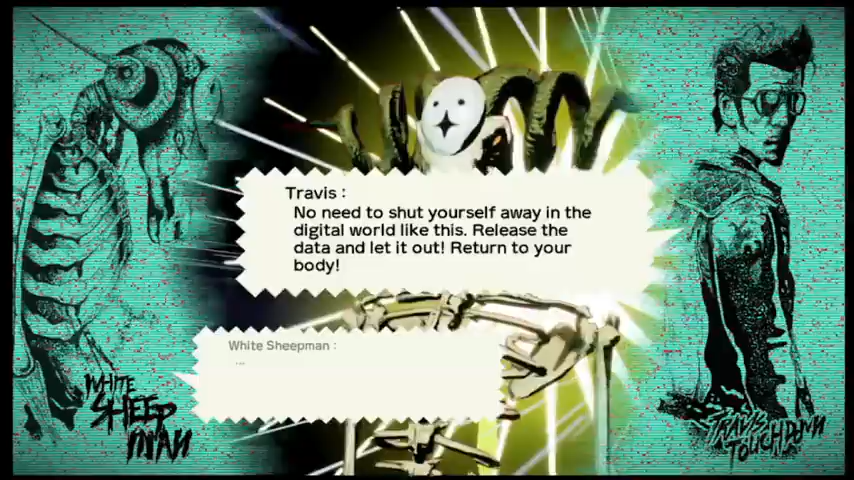 Travis :
No need to shut yourself away in the
digital world like this. Release the
data and let it out! Return to your
body!
White Sheepman :
...
WHITE
SHEEP
MAN
TRAVIS
TOUCHDOWN